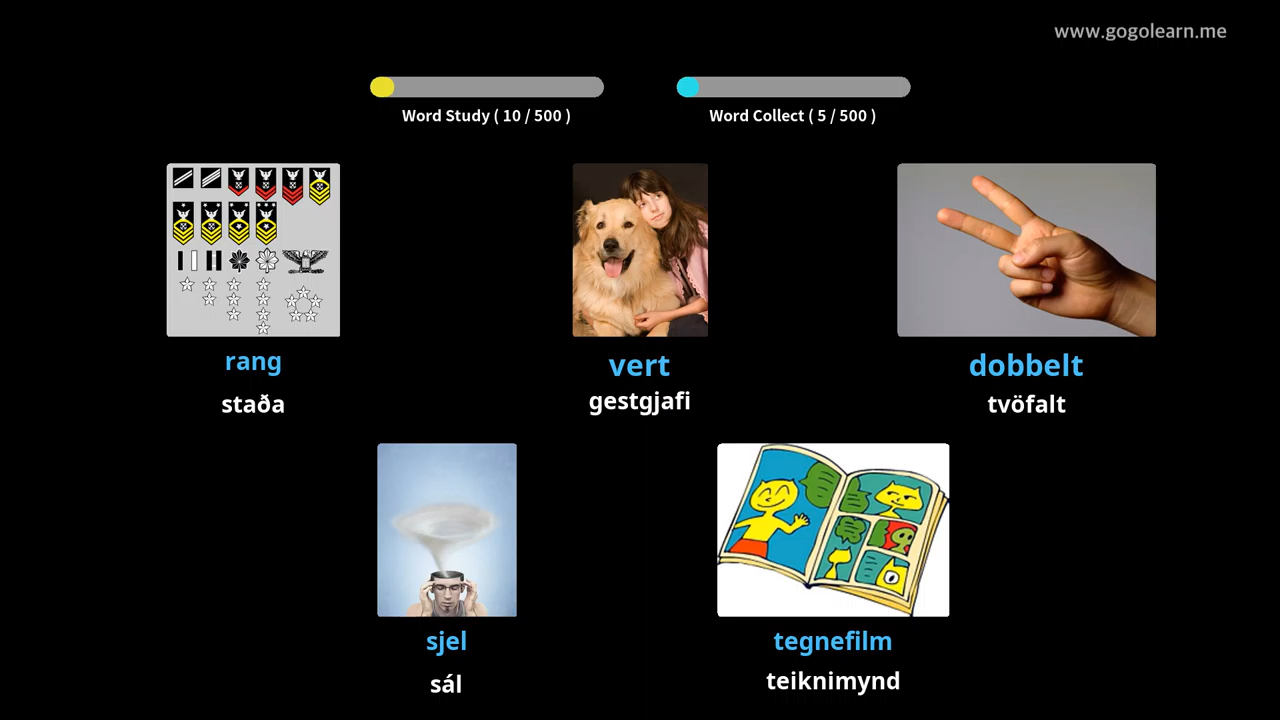 www.gogolearn.me
Word Study ( 10 / 500 )
Word Collect ( 5 / 500 )
rang
vert
dobbelt
staða
gestgjafi
tvöfalt
sjel
tegnefilm
sál
teiknimynd